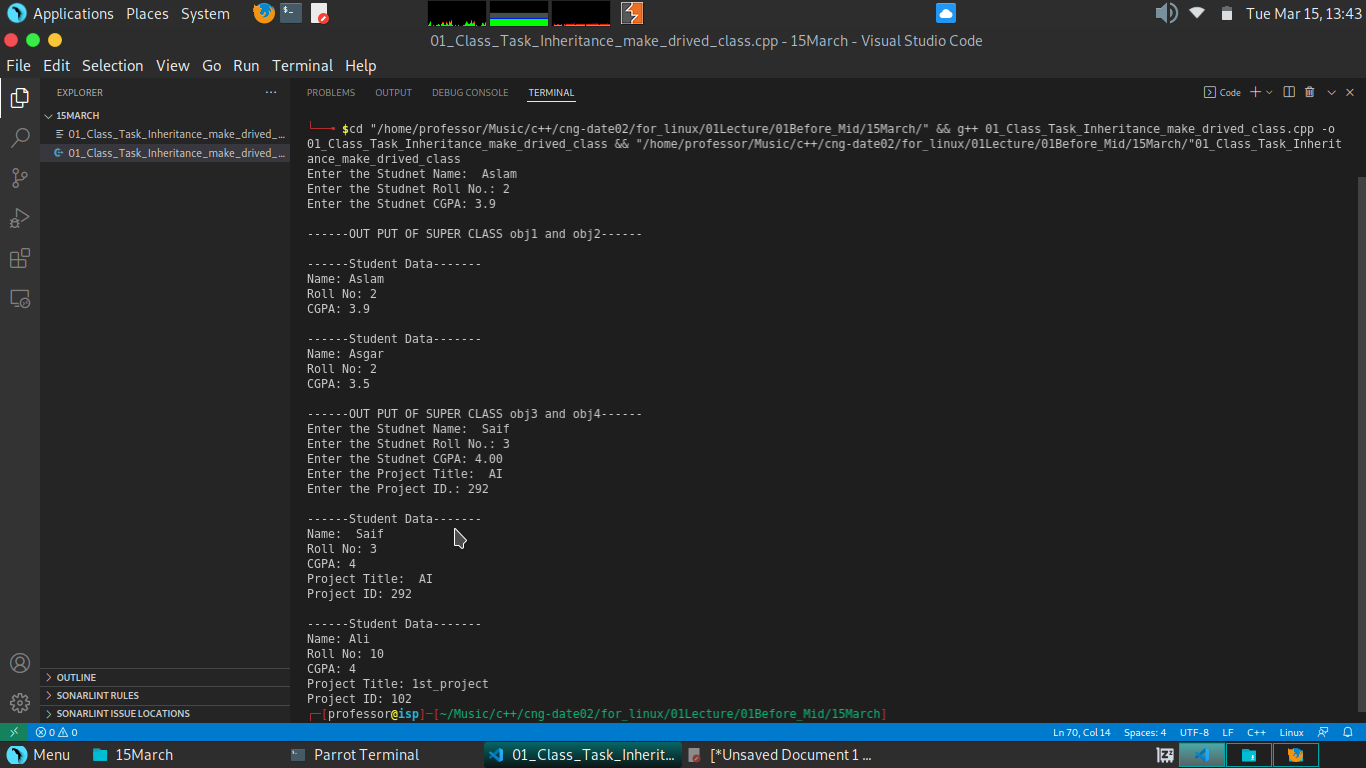 Applications Places System
Tue Mar 15, 13:43
01_Class_Task_Inheritance_make_drived_class.cpp - 15March - Visual Studio Code
File Edit Selection View Go Run Terminal Help
EXPLORER ...
15MARCH
01_Class_Task_Inheritance_make_drived_...
01_Class_Task_Inheritance_make_drived_...
OUTLINE
SONARLINT RULES
SONARLINT ISSUE LOCATIONS
PROBLEMS OUTPUT DEBUG CONSOLE TERMINAL
Code
$cd "/home/professor/Music/c++/cng-date02/for_linux/01Lecture/01Before_Mid/15March/" && g++ 01_Class_Task_Inheritance_make_drived_class.cpp -o
01_Class_Task_Inheritance_make_drived_class && "/home/professor/Music/c++/cng-date02/for_linux/01Lecture/01Before_Mid/15March/"01_Class_Task_Inherit
ance_make_drived_class
Enter the Studnet Name:  Aslam
Enter the Studnet Roll No.: 2
Enter the Studnet CGPA: 3.9
------OUT PUT OF SUPER CLASS obj1 and obj2------
------Student Data-------
Name: Aslam
Roll No: 2
CGPA: 3.9
------Student Data-------
Name: Asgar
Roll No: 2
CGPA: 3.5
------OUT PUT OF SUPER CLASS obj3 and obj4------
Enter the Studnet Name:  Saif
Enter the Studnet Roll No.: 3
Enter the Studnet CGPA: 4.00
Enter the Project Title:  AI
Enter the Project ID.: 292
------Student Data-------
Name:  Saif
Roll No: 3
CGPA: 4
Project Title:  AI
Project ID: 292
------Student Data-------
Name: Ali
Roll No: 10
CGPA: 4
Project Title: 1st_project
Project ID: 102
[professor@isp]─[~/Music/c++/cng-date02/for_linux/01Lecture/01Before_Mid/15March]
0 0
Ln 70, Col 14 Spaces: 4 UTF-8 LF C++ Linux
Menu 15March Parrot Terminal 01_Class_Task_Inherit... [*Unsaved Document 1 ...